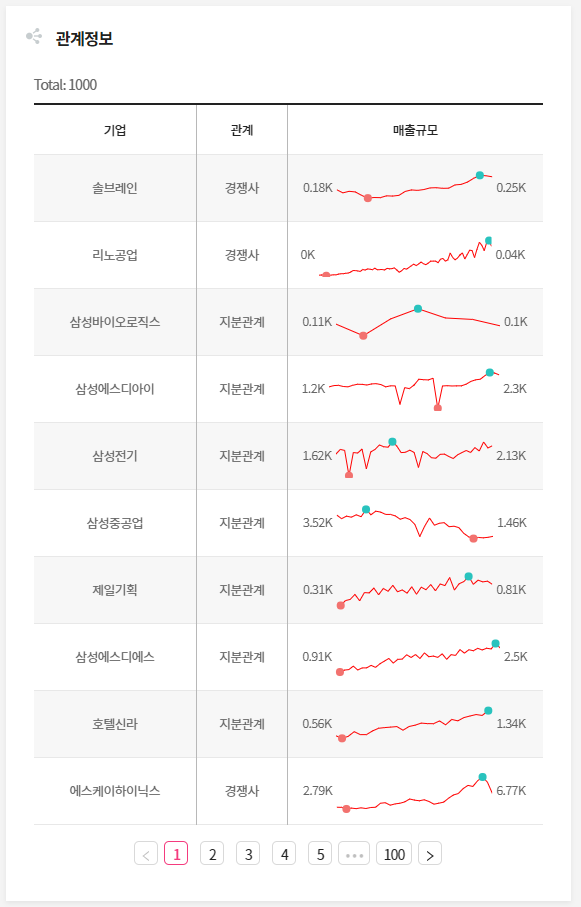 관계정보
Total: 1000
기업 관계 매출규모
솔브레인 경쟁사 0.18K 0.25K
리노공업 경쟁사 0K 0.04K
삼성바이오로직스 지분관계 0.11K 0.1K
삼성에스디아이 지분관계 1.2K 2.3K
삼성전기 지분관계 1.62K 2.13K
삼성중공업 지분관계 3.52K 1.46K
제일기획 지분관계 0.31K 0.81K
삼성에스디에스 지분관계 0.91K 2.5K
호텔신라 지분관계 0.56K 1.34K
에스케이하이닉스 경쟁사 2.79K 6.77K
< 1 2 3 4 5 ••• 100 >